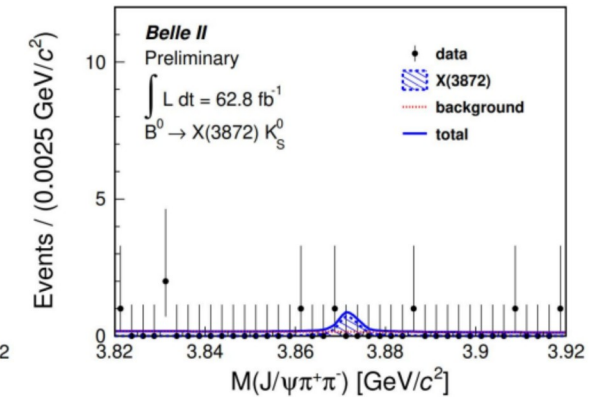 Belle II
Preliminary
∫ L dt = 62.8 fb⁻¹
B⁰ → X(3872) K⁰_S
data
X(3872)
background
total
Events / (0.0025 GeV/c²)
10
5
0
2
3.82 3.84 3.86 3.88 3.9 3.92
M(J/ψπ⁺π⁻) [GeV/c²]